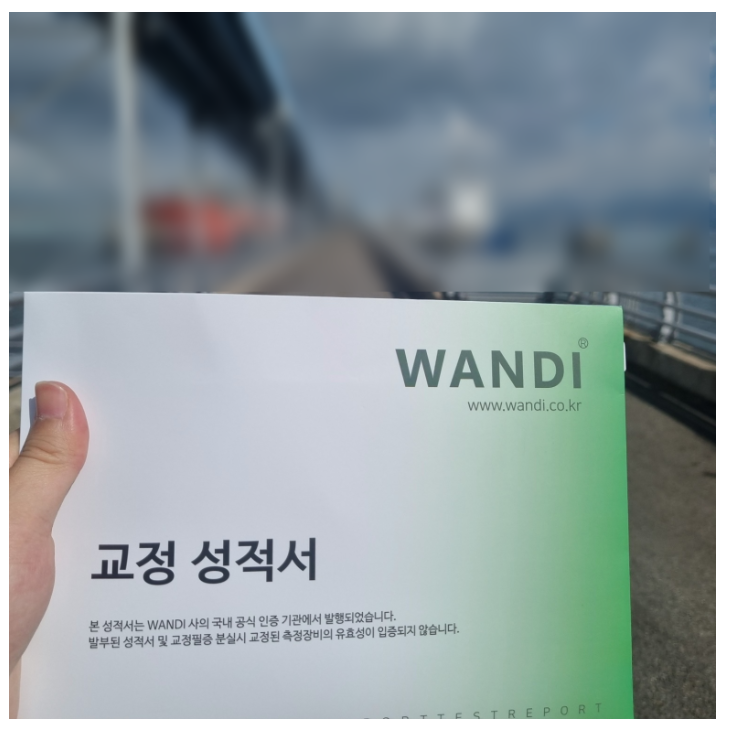 WANDI®
www.wandi.co.kr
교정 성적서
본 성적서는 WANDI 사의 국내 공식 인증 기관에서 발행되었습니다.
발부된 성적서 및 교정필증 분실시 교정된 측정장비의 유효성이 입증되지 않습니다.
O R T T E S T R E P O R T